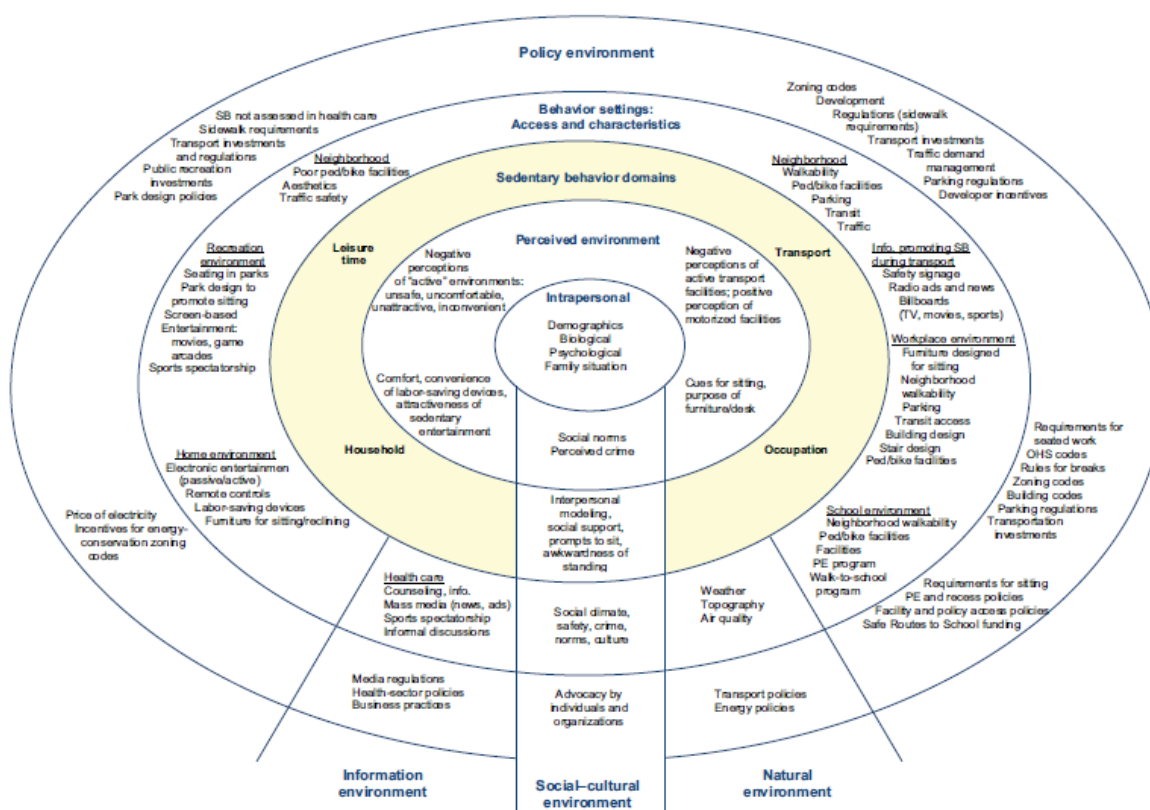 Policy environment
SB not assessed in health care
Sidewalk requirements
Transport investments
and regulations
Public recreation
investments
Park design policies
Zoning codes
Development
Regulations (sidewalk
requirements)
Transport investments
Traffic demand
management
Parking regulations
Developer incentives
Behavior settings:
Access and characteristics
Neighborhood
Poor ped/bike facilities
Aesthetics
Traffic safety
Neighborhood
Walkability
Ped/bike facilities
Parking
Transit
Traffic
Sedentary behavior domains
Leisure
time
Transport
Perceived environment
Negative
perceptions
of "active" environments:
unsafe, uncomfortable,
unattractive, inconvenient
Negative
perceptions of
active transport
facilities; positive
perception of
motorized facilities
Recreation
environment
Seating in parks
Park design to
promote sitting
Screen-based
Entertainment:
movies, game
arcades
Sports spectatorship
Info. promoting SB
during transport
Safety signage
Radio ads and news
Billboards
(TV, movies, sports)
Intrapersonal
Demographics
Biological
Psychological
Family situation
Workplace environment
Furniture designed
for sitting
Neighborhood
walkability
Parking
Transit access
Building design
Stair design
Ped/bike facilities
Comfort, convenience
of labor-saving devices,
attractiveness of
sedentary
entertainment
Cues for sitting,
purpose of
furniture/desk
Social norms
Perceived crime
Household
Occupation
Home environment
Electronic entertainmen
(passive/active)
Remote controls
Labor-saving devices
Furniture for sitting/reclining
Requirements for
seated work
OHS codes
Rules for breaks
Zoning codes
Building codes
Parking regulations
Transportation
investments
Price of electricity
Incentives for energy-
conservation zoning
codes
Interpersonal
modeling,
social support,
prompts to sit,
awkwardness of
standing
School environment
Neighborhood walkability
Ped/bike facilities
Facilities
PE program
Walk-to-school
program
Health care
Counseling, info.
Mass media (news, ads)
Sports spectatorship
Informal discussions
Social climate,
safety, crime,
norms, culture
Weather
Topography
Air quality
Requirements for sitting
PE and recess policies
Facility and policy access policies
Safe Routes to School funding
Media regulations
Health-sector policies
Business practices
Advocacy by
individuals and
organizations
Transport policies
Energy policies
Information
environment
Social–cultural
environment
Natural
environment